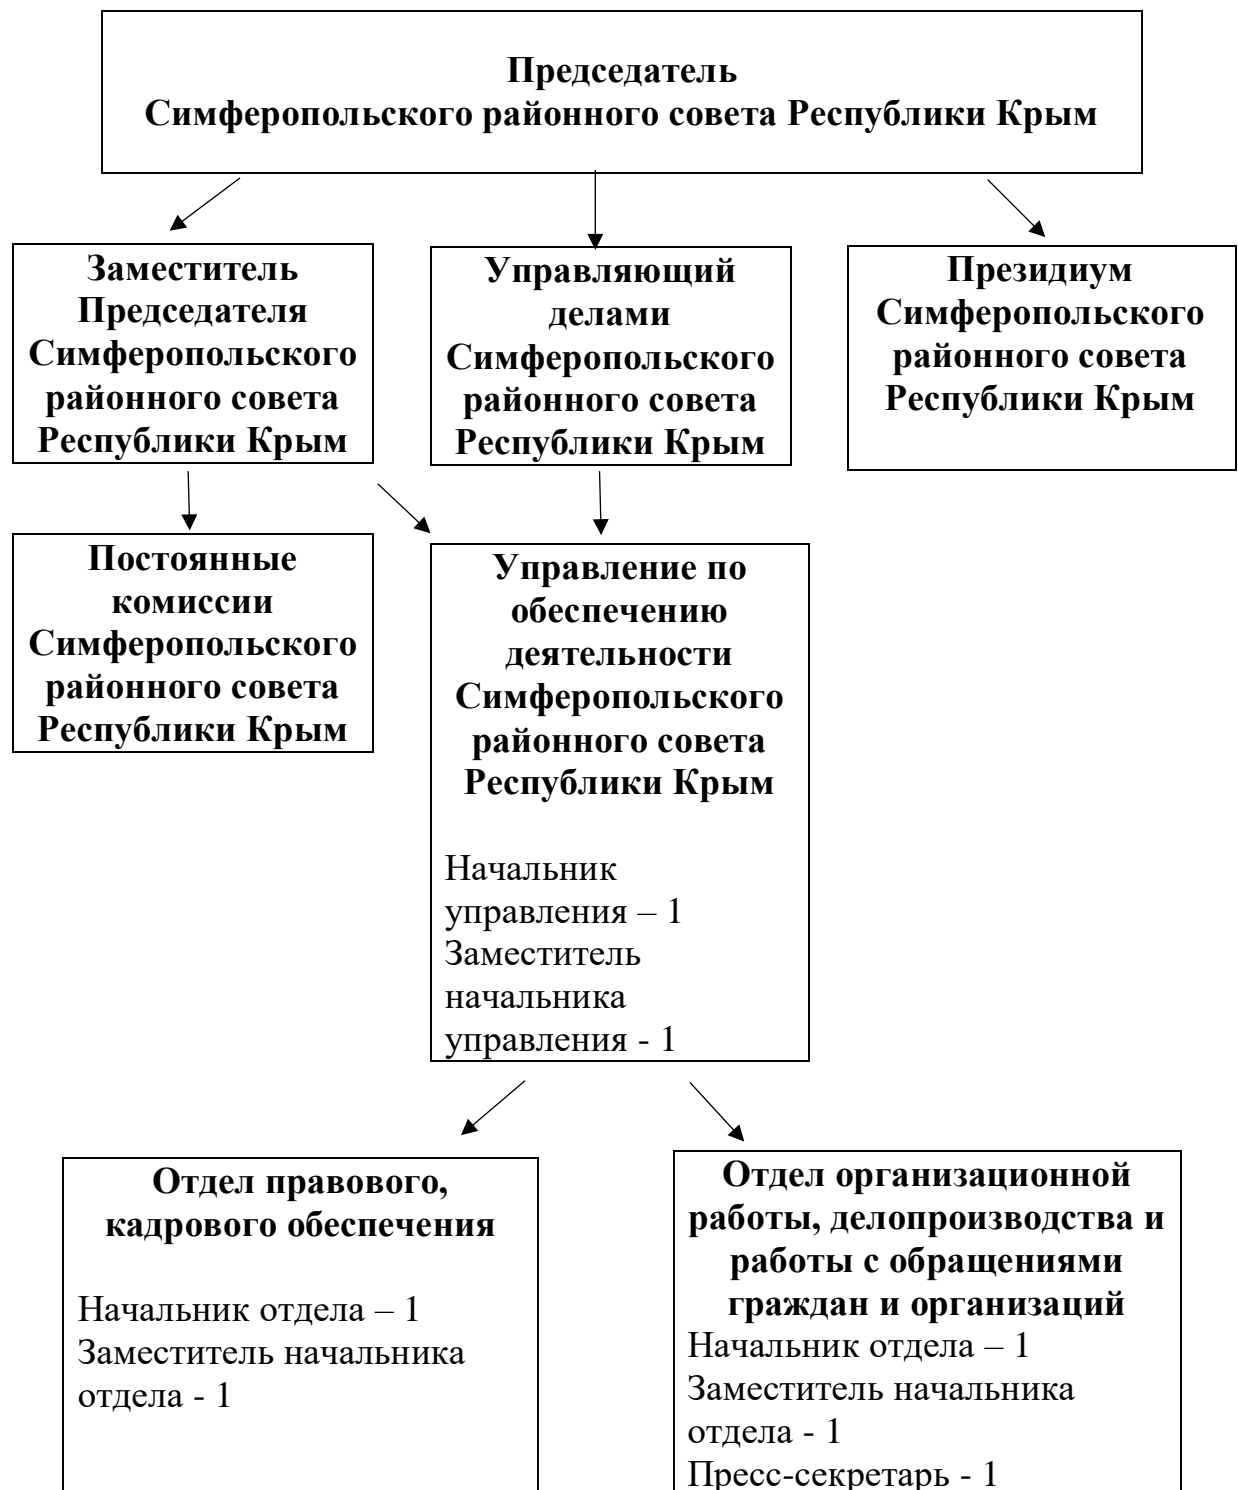 Председатель
Симферопольского районного совета Республики Крым
Заместитель
Председателя
Симферопольского
районного совета
Республики Крым
Управляющий
делами
Симферопольского
районного совета
Республики Крым
Президиум
Симферопольского
районного совета
Республики Крым
Постоянные
комиссии
Симферопольского
районного совета
Республики Крым
Управление по
обеспечению
деятельности
Симферопольского
районного совета
Республики Крым
Начальник
управления – 1
Заместитель
начальника
управления - 1
Отдел правового,
кадрового обеспечения
Начальник отдела – 1
Заместитель начальника
отдела - 1
Отдел организационной
работы, делопроизводства и
работы с обращениями
граждан и организаций
Начальник отдела – 1
Заместитель начальника
отдела - 1
Пресс-секретарь - 1